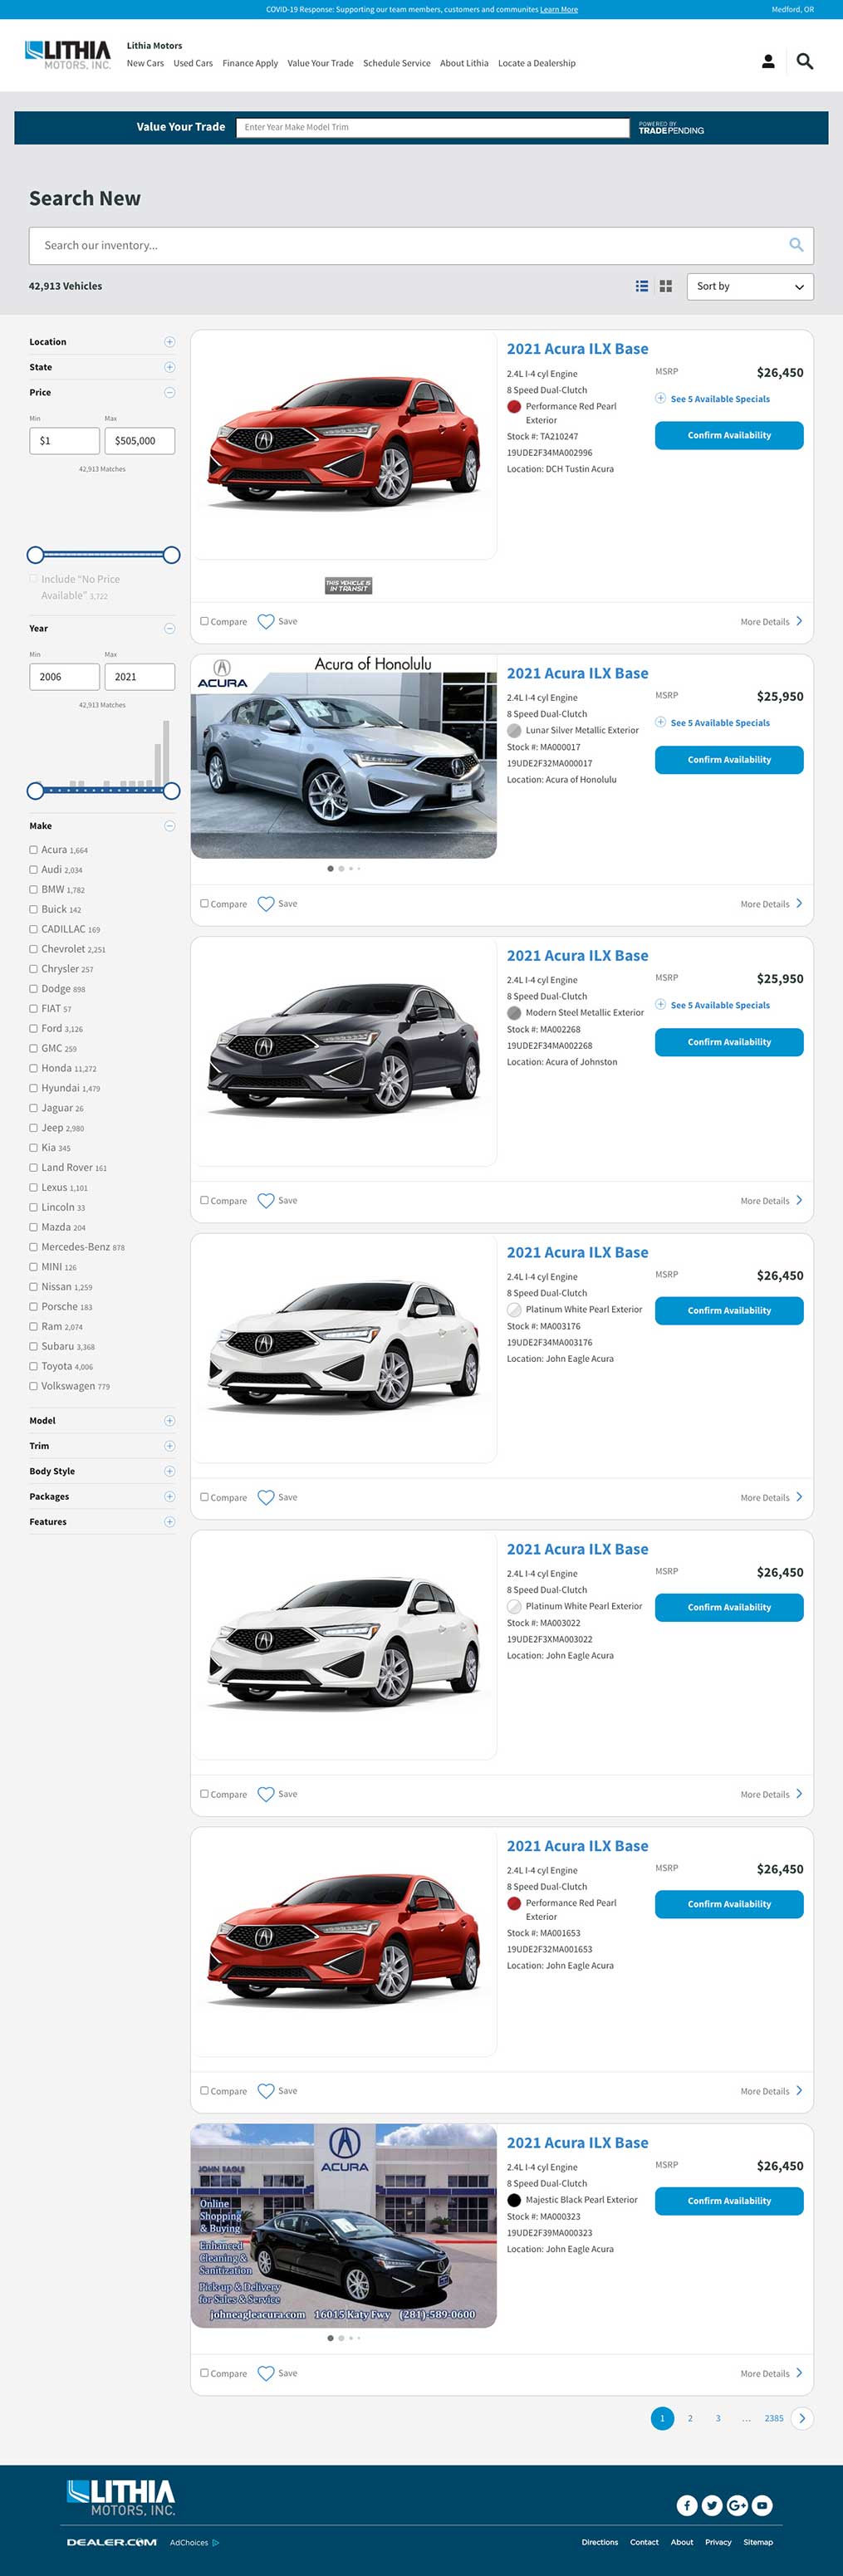 COVID-19 Response: Supporting our team members, customers and communites Learn More
Medford, OR
LITHIA
MOTORS, INC.
Lithia Motors
New Cars Used Cars Finance Apply Value Your Trade Schedule Service About Lithia Locate a Dealership
Value Your Trade
Enter Year Make Model Trim
POWERED BY
TRADEPENDING
Search New
Search our inventory...
42,913 Vehicles
Sort by
Location
State
Price
Min Max
$1 $505,000
42,913 Matches
Include “No Price
Available” 3,722
Year
Min Max
2006 2021
42,913 Matches
Make
Acura 1,664
Audi 2,034
BMW 1,782
Buick 142
CADILLAC 169
Chevrolet 2,251
Chrysler 257
Dodge 898
FIAT 57
Ford 3,126
GMC 259
Honda 11,272
Hyundai 1,479
Jaguar 26
Jeep 2,980
Kia 345
Land Rover 161
Lexus 1,101
Lincoln 33
Mazda 204
Mercedes-Benz 878
MINI 126
Nissan 1,259
Porsche 183
Ram 2,074
Subaru 3,368
Toyota 4,006
Volkswagen 779
Model
Trim
Body Style
Packages
Features
2021 Acura ILX Base
2.4L I-4 cyl Engine
8 Speed Dual-Clutch
Performance Red Pearl
Exterior
Stock #: TA210247
19UDE2F34MA002996
Location: DCH Tustin Acura
MSRP $26,450
See 5 Available Specials
Confirm Availability
THIS VEHICLE IS
IN TRANSIT
Compare Save More Details
Acura of Honolulu
ACURA
2021 Acura ILX Base
2.4L I-4 cyl Engine
8 Speed Dual-Clutch
Lunar Silver Metallic Exterior
Stock #: MA000017
19UDE2F32MA000017
Location: Acura of Honolulu
MSRP $25,950
See 5 Available Specials
Confirm Availability
Compare Save More Details
2021 Acura ILX Base
2.4L I-4 cyl Engine
8 Speed Dual-Clutch
Modern Steel Metallic Exterior
Stock #: MA002268
19UDE2F34MA002268
Location: Acura of Johnston
MSRP $25,950
See 5 Available Specials
Confirm Availability
Compare Save More Details
2021 Acura ILX Base
2.4L I-4 cyl Engine
8 Speed Dual-Clutch
Platinum White Pearl Exterior
Stock #: MA003176
19UDE2F34MA003176
Location: John Eagle Acura
MSRP $26,450
Confirm Availability
Compare Save More Details
2021 Acura ILX Base
2.4L I-4 cyl Engine
8 Speed Dual-Clutch
Platinum White Pearl Exterior
Stock #: MA003022
19UDE2F3XMA003022
Location: John Eagle Acura
MSRP $26,450
Confirm Availability
Compare Save More Details
2021 Acura ILX Base
2.4L I-4 cyl Engine
8 Speed Dual-Clutch
Performance Red Pearl
Exterior
Stock #: MA001653
19UDE2F32MA001653
Location: John Eagle Acura
MSRP $26,450
Confirm Availability
Compare Save More Details
ACURA
JOHN EAGLE
Online
Shopping
& Buying
Enhanced
Cleaning &
Sanitization
Pick-up & Delivery
for Sales & Service
johneagleacura.com 16015 Katy Fwy (281)-589-0600
2021 Acura ILX Base
2.4L I-4 cyl Engine
8 Speed Dual-Clutch
Majestic Black Pearl Exterior
Stock #: MA000323
19UDE2F39MA000323
Location: John Eagle Acura
MSRP $26,450
Confirm Availability
Compare Save More Details
1 2 3 ... 2385
LITHIA
MOTORS, INC.
DEALER.COM AdChoices
Directions Contact About Privacy Sitemap